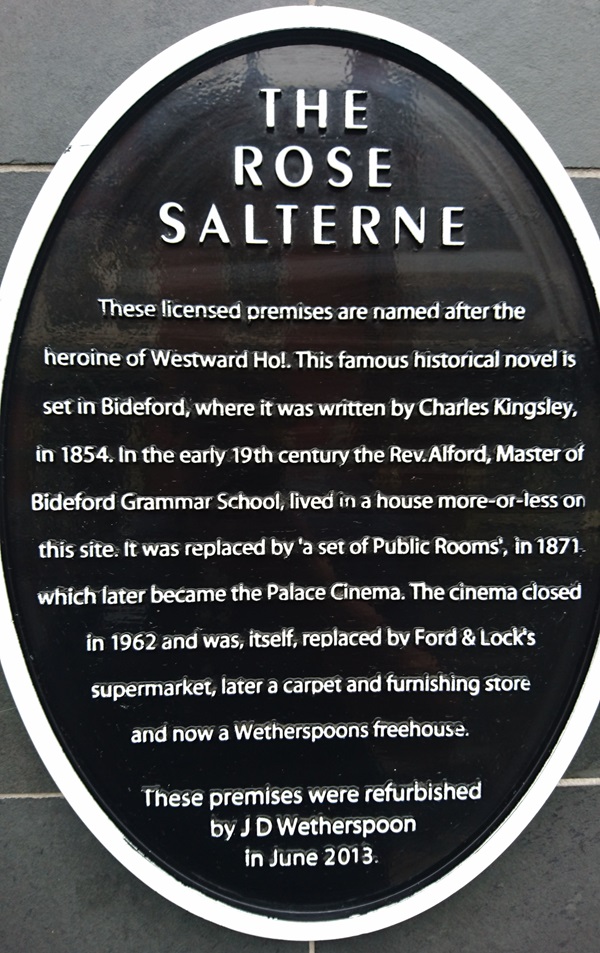 THE
ROSE
SALTERNE
These licensed premises are named after the
heroine of Westward Ho!. This famous historical novel is
set in Bideford, where it was written by Charles Kingsley,
in 1854. In the early 19th century the Rev.Alford, Master of
Bideford Grammar School, lived in a house more-or-less on
this site. It was replaced by 'a set of Public Rooms', in 1871
which later became the Palace Cinema. The cinema closed
in 1962 and was, itself, replaced by Ford & Lock's
supermarket, later a carpet and furnishing store
and now a Wetherspoons freehouse.
These premises were refurbished
by J D Wetherspoon
in June 2013.